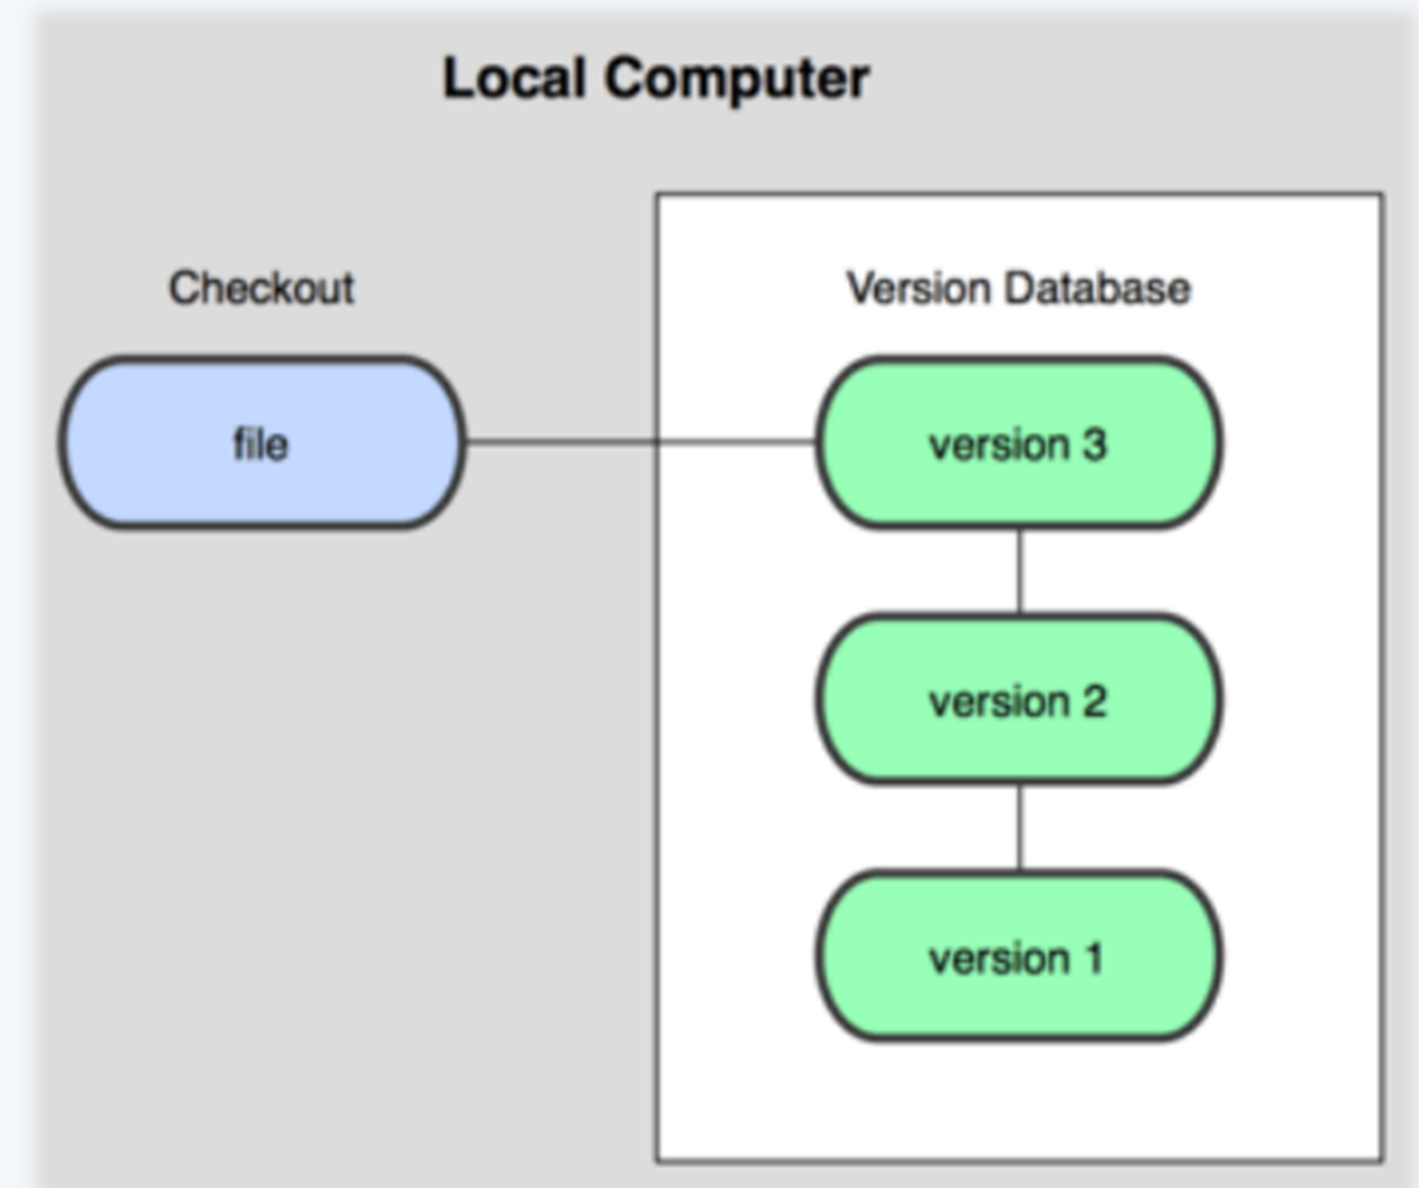 Local Computer
Checkout
Version Database
file
version 3
version 2
version 1